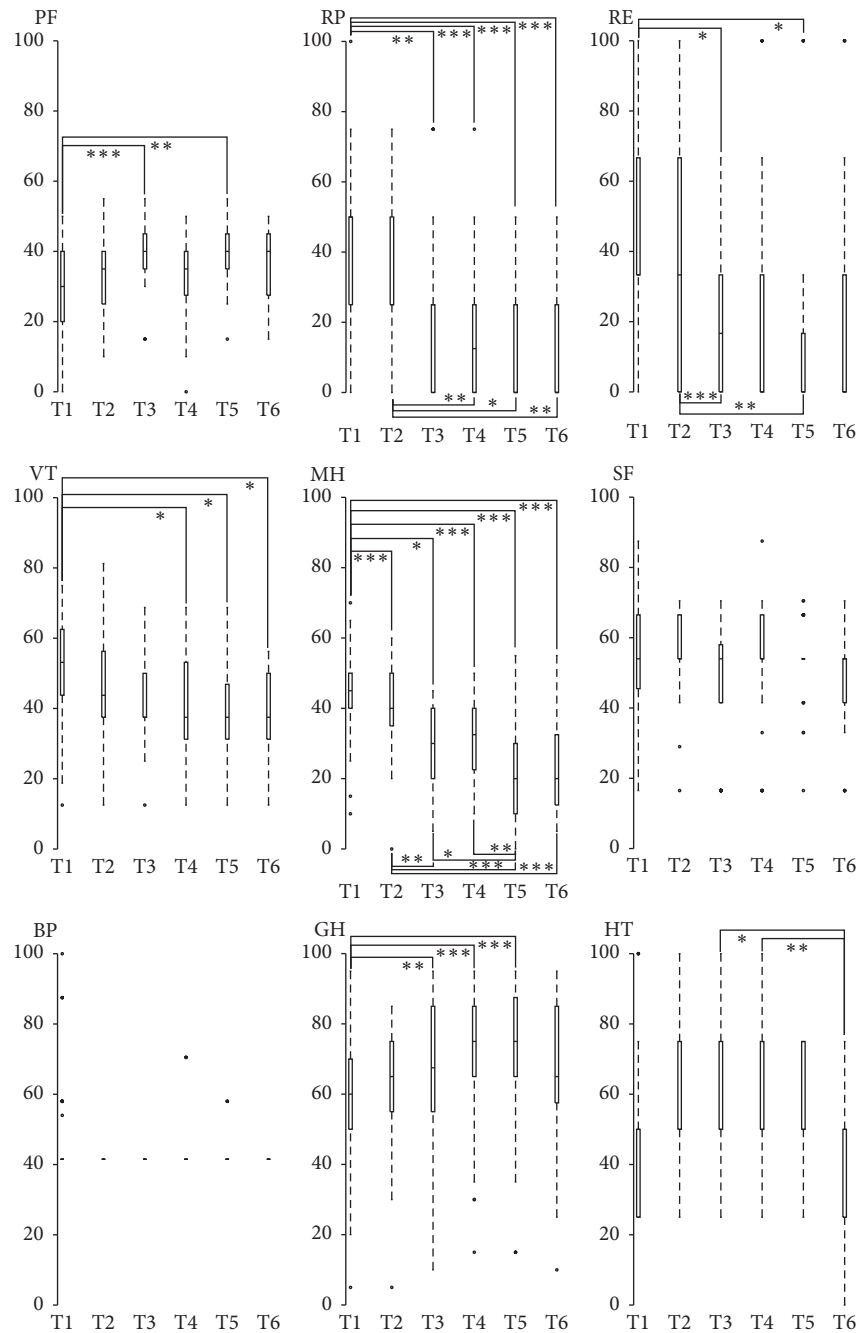 PF
100
80
60
40
20
0
*** **
T1 T2 T3 T4 T5 T6
RP
100
80
60
40
20
0
** *** *** ***
** * **
T1 T2 T3 T4 T5 T6
RE
100
80
60
40
20
0
* *
*** **
T1 T2 T3 T4 T5 T6
VT
100
80
60
40
20
0
* * *
T1 T2 T3 T4 T5 T6
MH
100
80
60
40
20
0
*** * *** *** ***
** * *** ** ***
T1 T2 T3 T4 T5 T6
SF
100
80
60
40
20
0
T1 T2 T3 T4 T5 T6
BP
100
80
60
40
20
0
T1 T2 T3 T4 T5 T6
GH
100
80
60
40
20
0
** *** ***
T1 T2 T3 T4 T5 T6
HT
100
80
60
40
20
0
* **
T1 T2 T3 T4 T5 T6